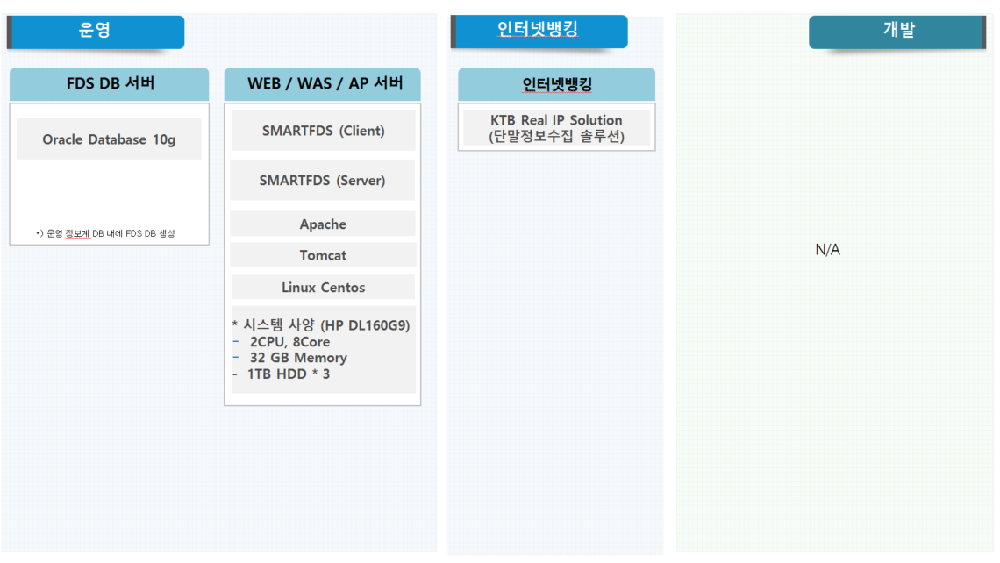 운영
FDS DB 서버
Oracle Database 10g
*) 운영 정보계 DB 내에 FDS DB 생성
WEB / WAS / AP 서버
SMARTFDS (Client)
SMARTFDS (Server)
Apache
Tomcat
Linux Centos
* 시스템 사양 (HP DL160G9)
- 2CPU, 8Core
- 32 GB Memory
- 1TB HDD * 3
인터넷뱅킹
인터넷뱅킹
KTB Real IP Solution
(단말정보수집 솔루션)
개발
N/A